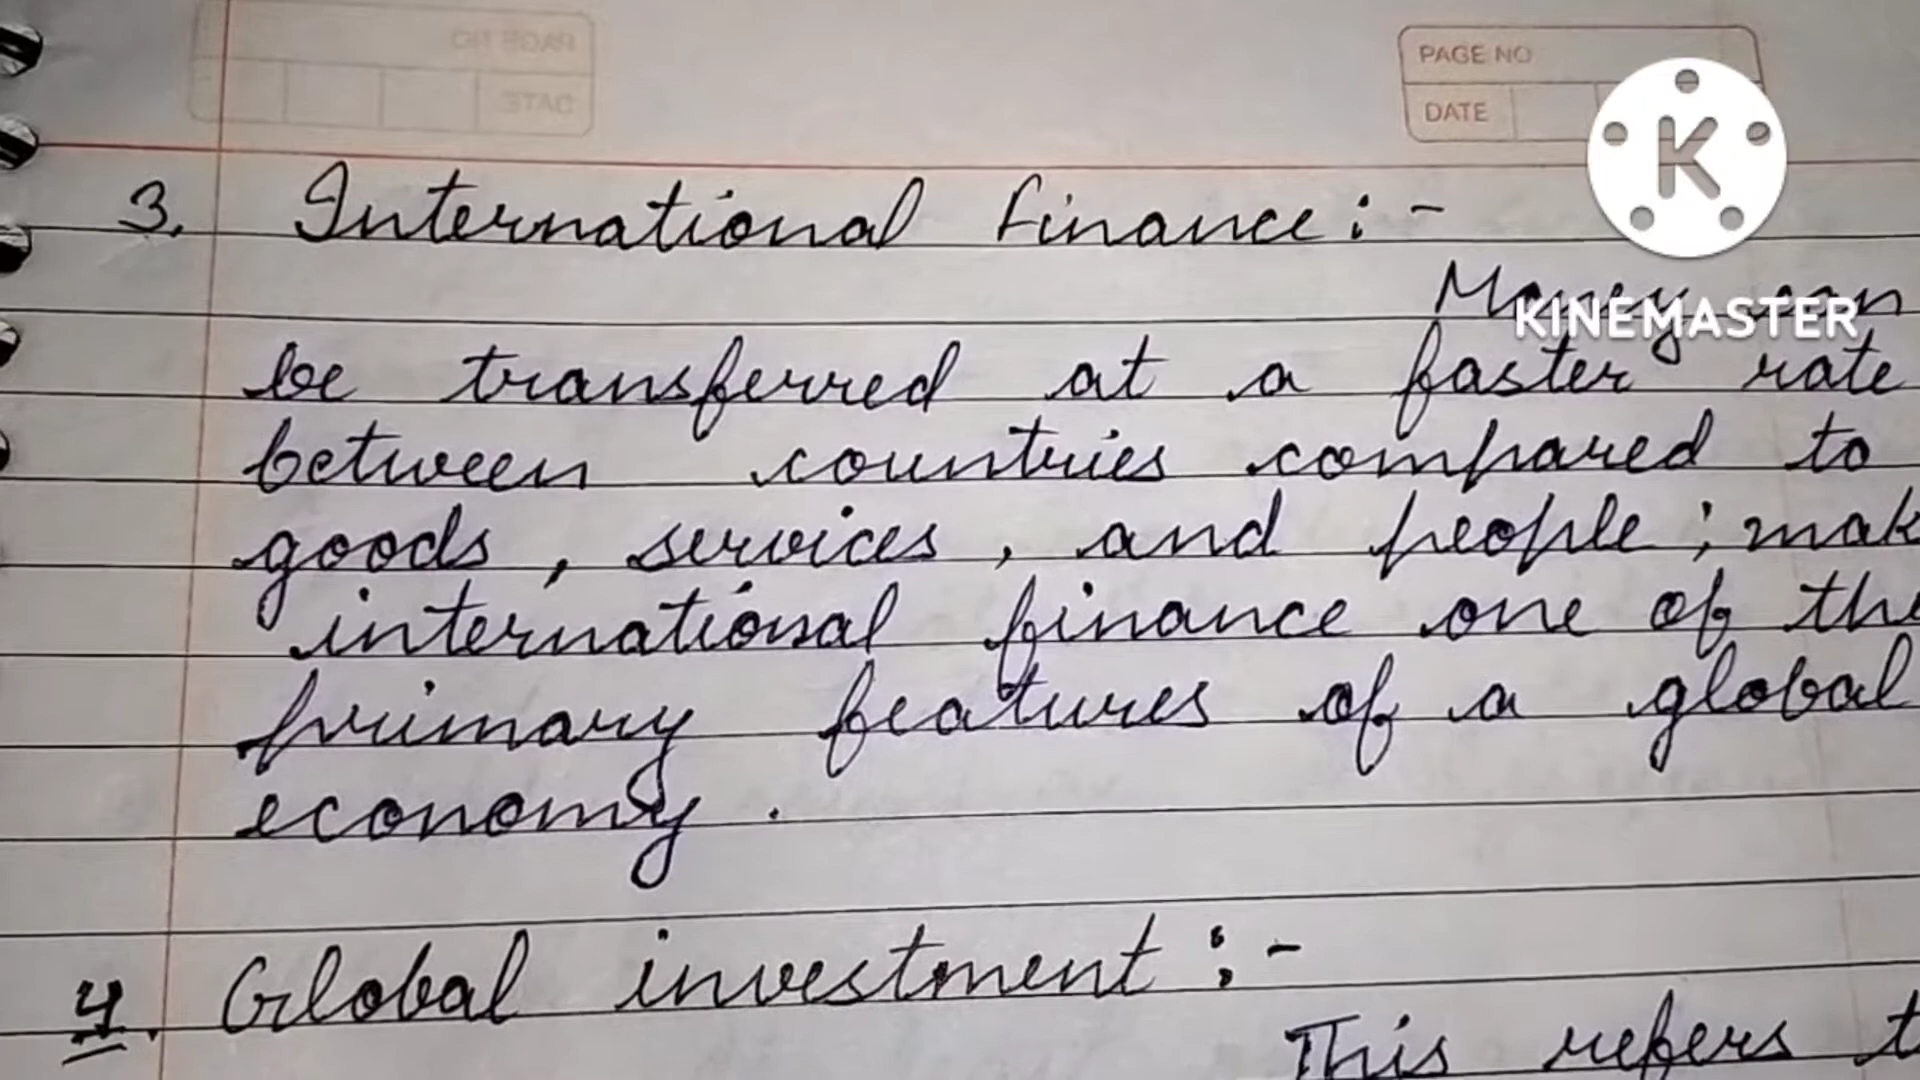 PAGE NO
DATE
K
KINEMASTER
3. International Finance :-
Money can
be transferred at a faster rate
between countries compared to
goods, services, and people; mak
international finance one of the
primary features of a global
economy.
4. Global investment :-
This refers t